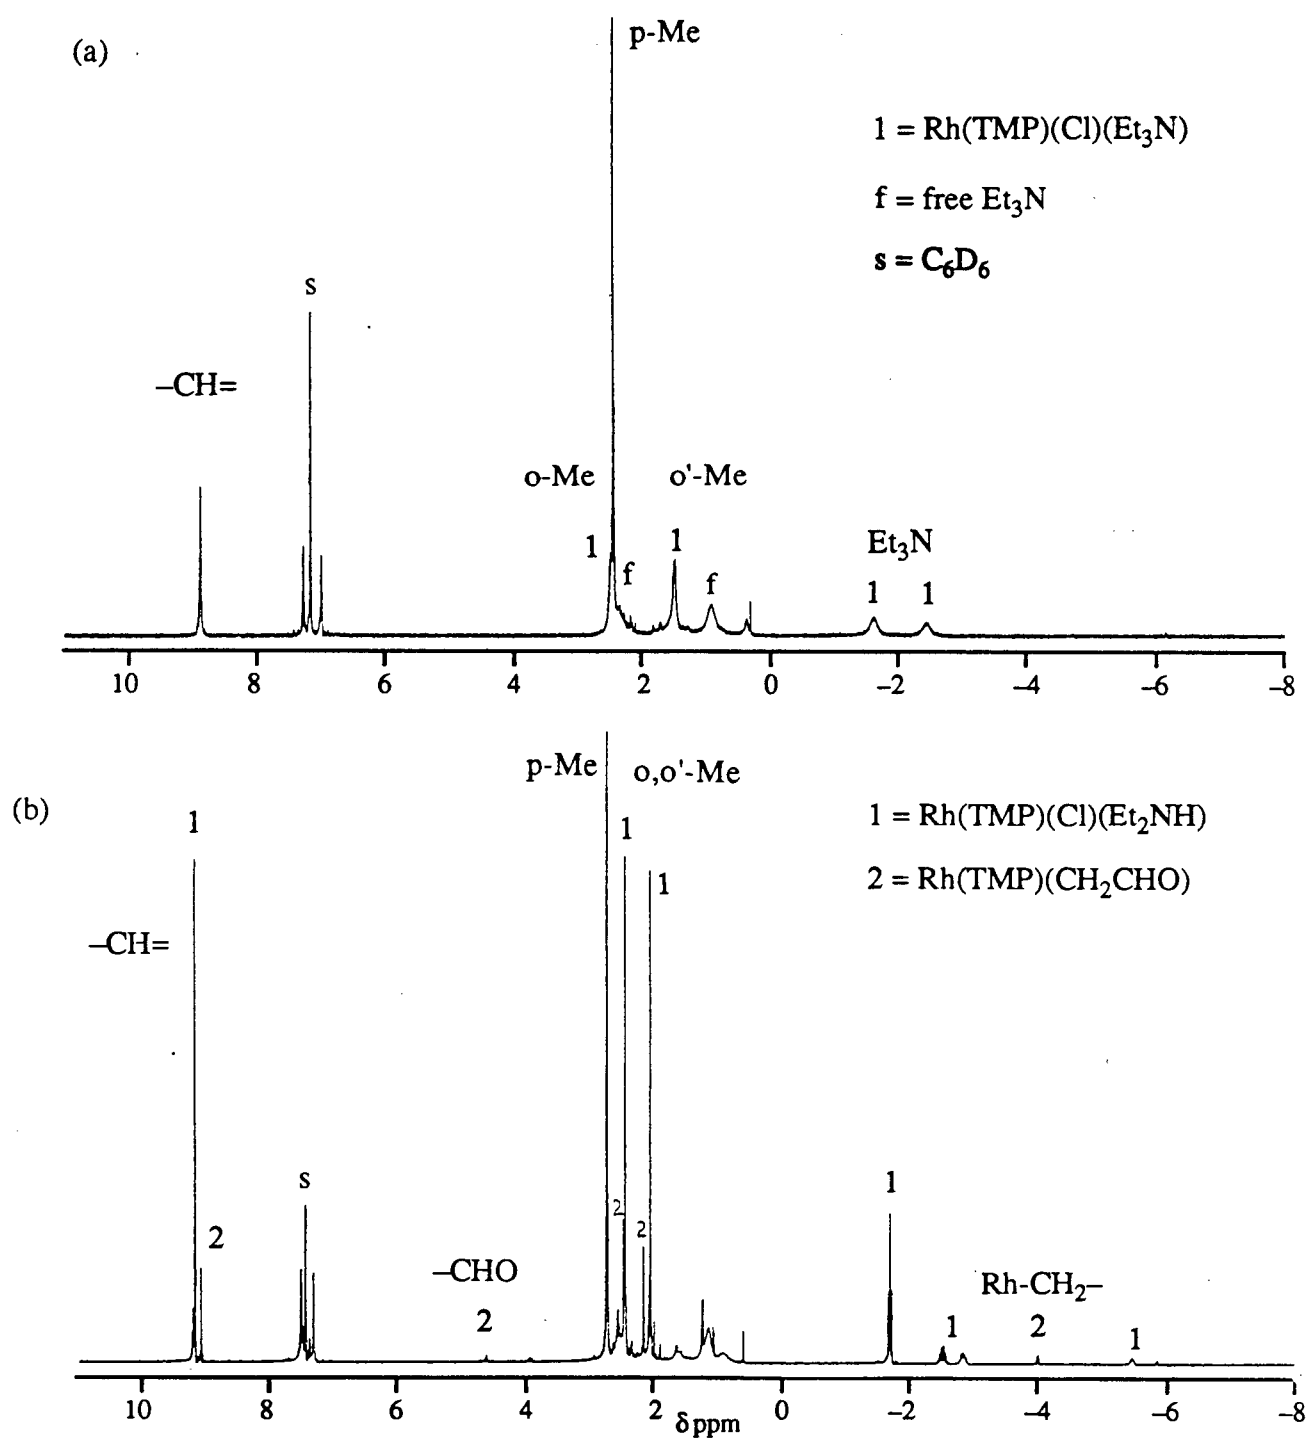 (a)
p-Me
1 = Rh(TMP)(Cl)(Et₃N)
f = free Et₃N
s = C₆D₆
s
–CH=
o-Me
o'-Me
Et₃N
1
1
f
f
1
1
10 8 6 4 2 0 –2 –4 –6 –8
(b)
p-Me
o,o'-Me
1 = Rh(TMP)(Cl)(Et₂NH)
2 = Rh(TMP)(CH₂CHO)
1
1
1
–CH=
s
1
2
2
2
–CHO
Rh-CH₂–
2
1
2
1
10 8 6 4 2 0 –2 –4 –6 –8
δ ppm